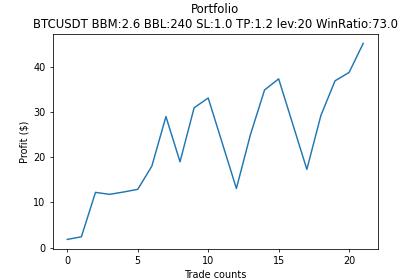 Portfolio
BTCUSDT BBM:2.6 BBL:240 SL:1.0 TP:1.2 lev:20 WinRatio:73.0
40
30
20
10
0
Profit ($)
0 5 10 15 20
Trade counts